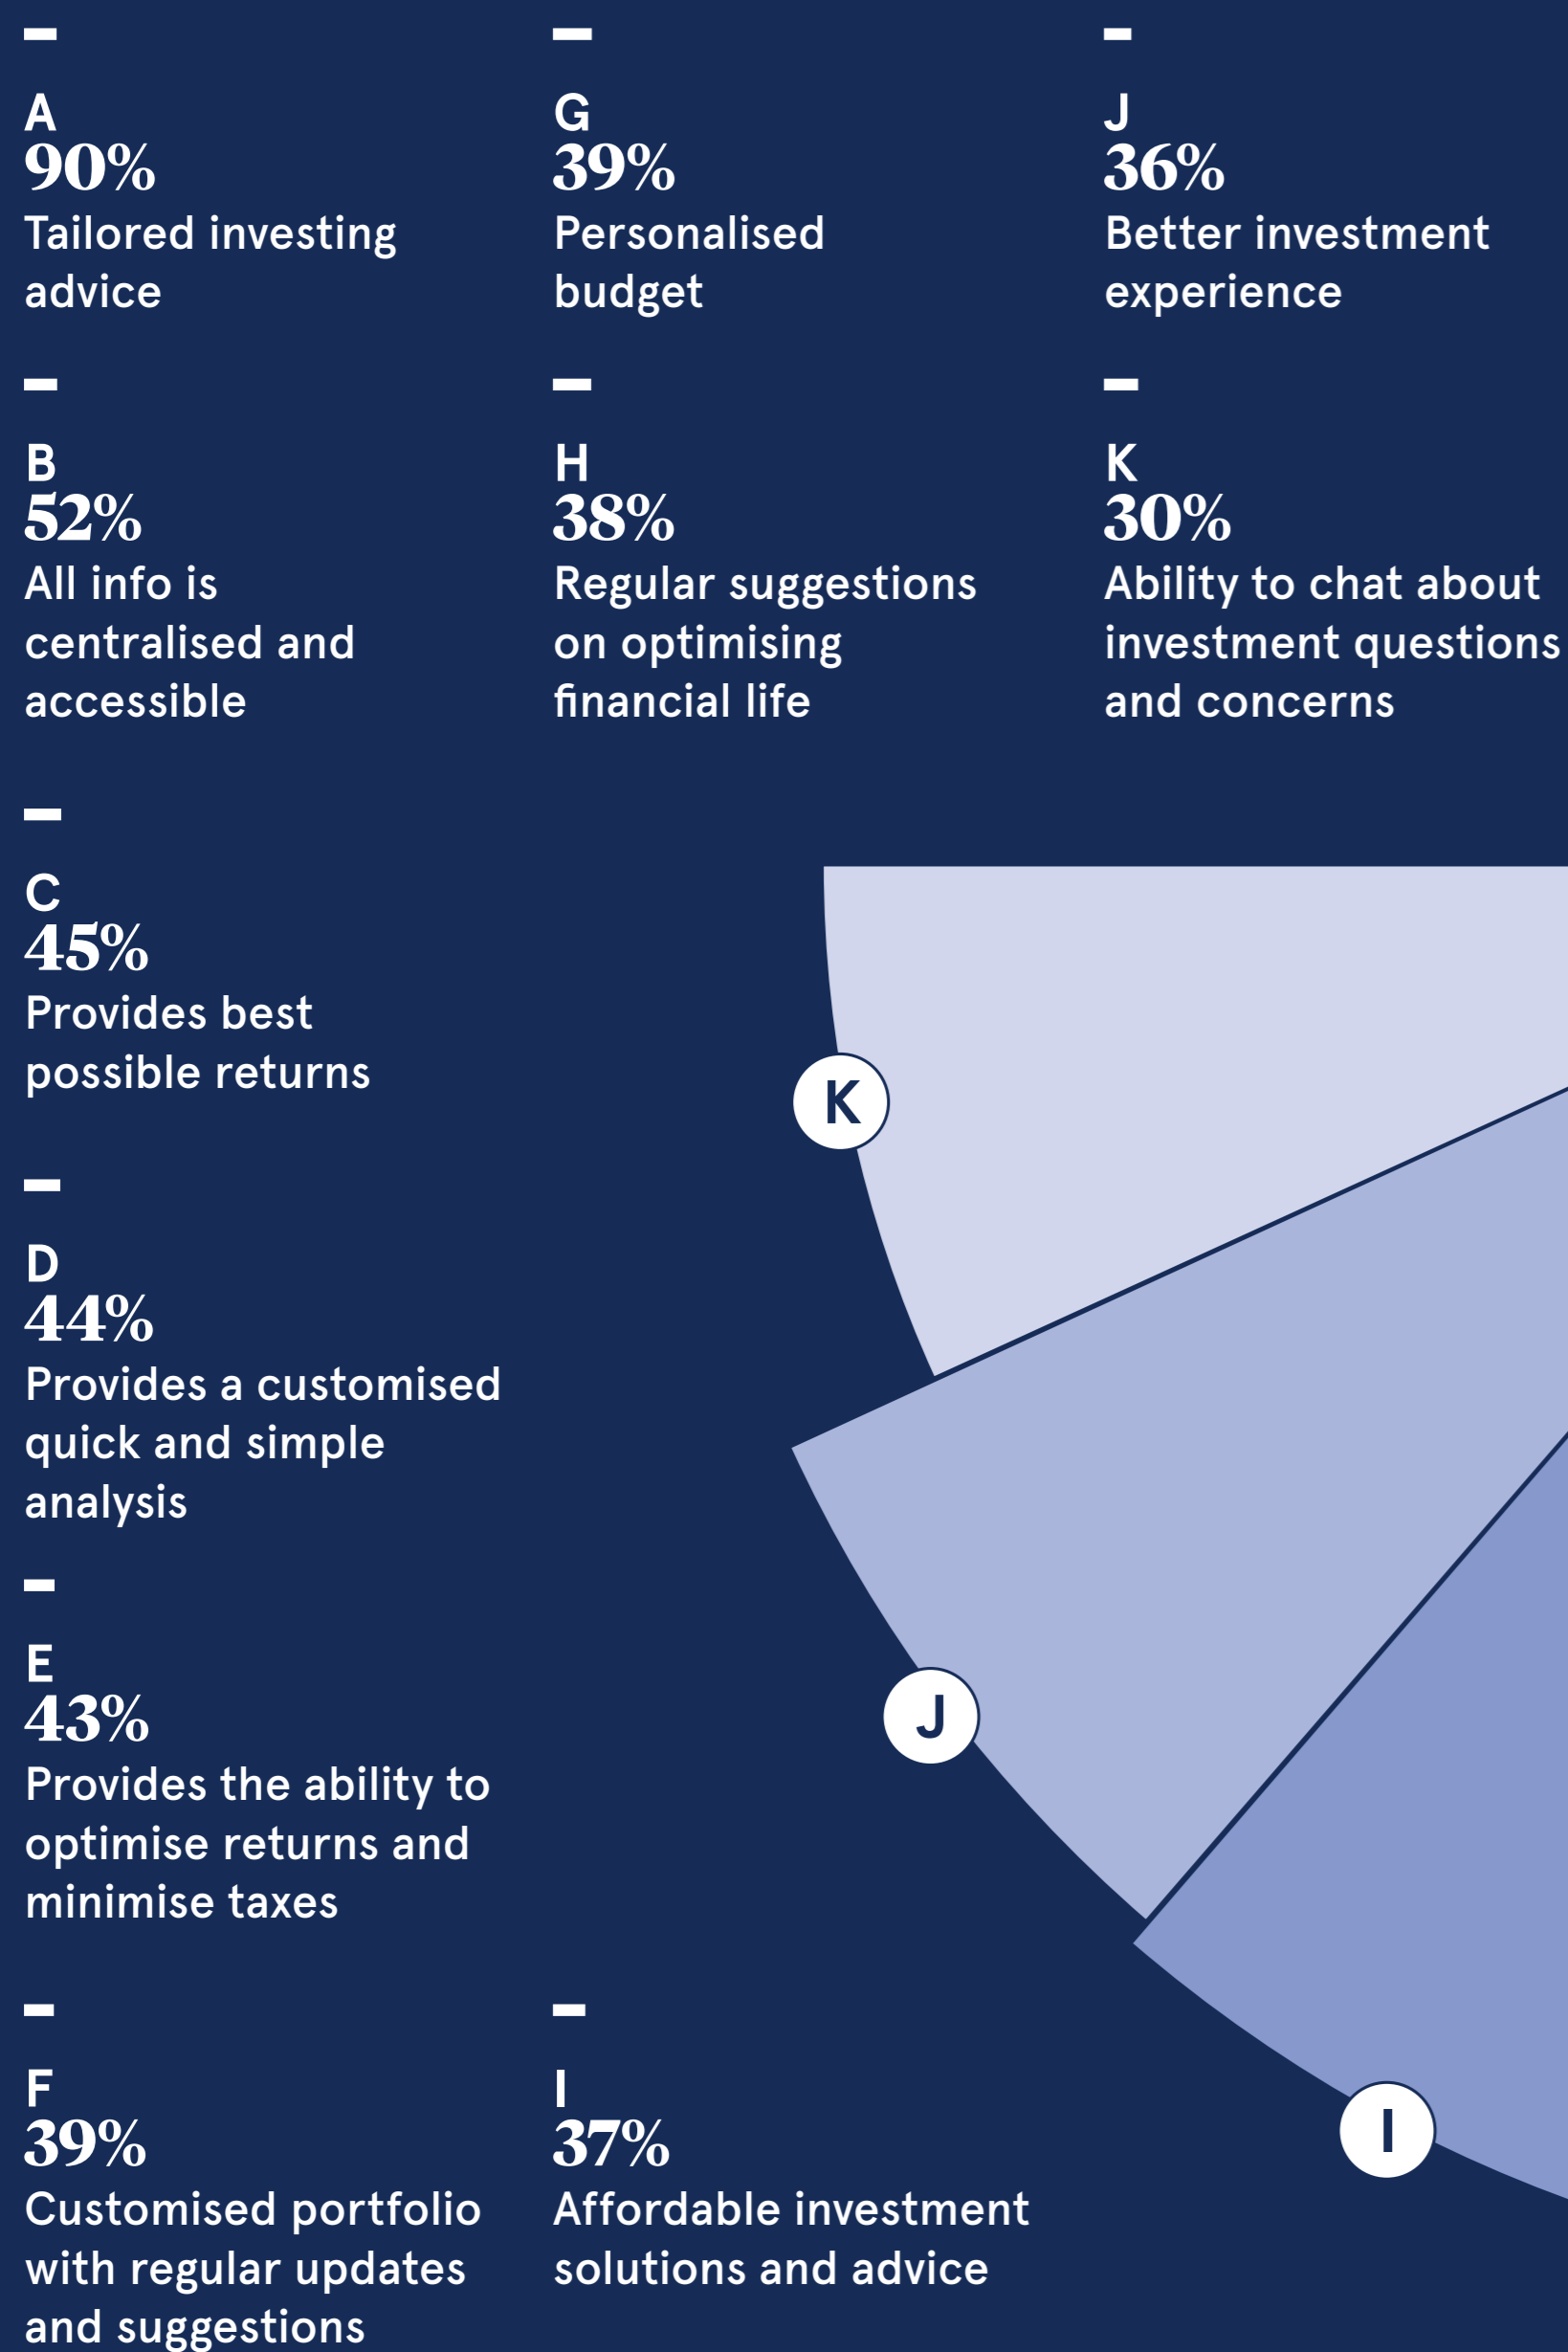 A
90%
Tailored investing
advice
B
52%
All info is
centralised and
accessible
C
45%
Provides best
possible returns
D
44%
Provides a customised
quick and simple
analysis
E
43%
Provides the ability to
optimise returns and
minimise taxes
F
39%
Customised portfolio
with regular updates
and suggestions
G
39%
Personalised
budget
H
38%
Regular suggestions
on optimising
financial life
I
37%
Affordable investment
solutions and advice
J
36%
Better investment
experience
K
30%
Ability to chat about
investment questions
and concerns
K
J
I